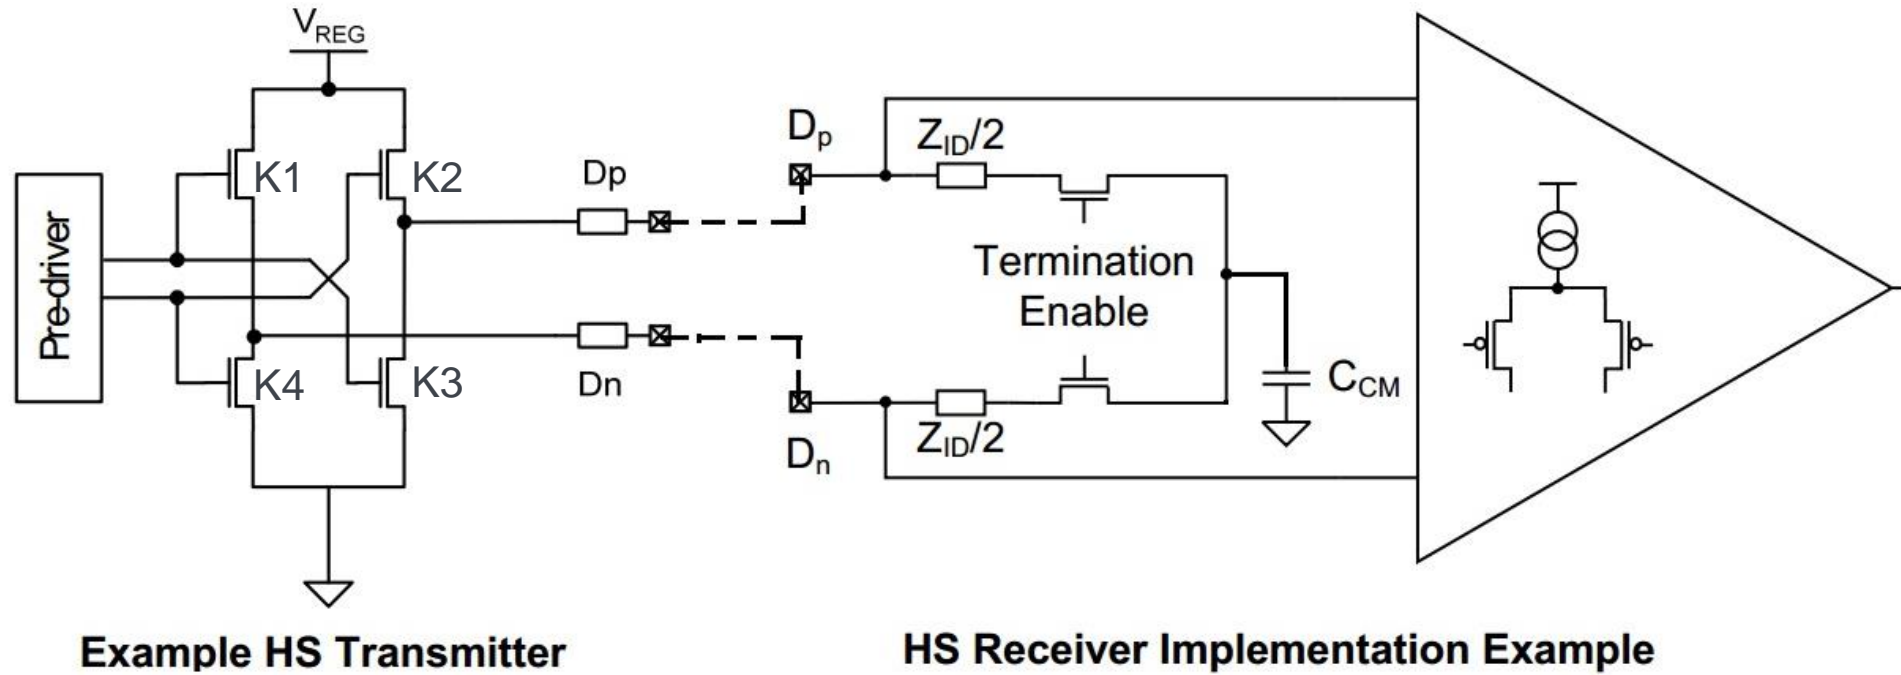 VREG
Pre-driver
K1
K2
K4
K3
Dp
Dn
Dp
ZID/2
Termination
Enable
CCM
Dn
ZID/2
Example HS Transmitter
HS Receiver Implementation Example